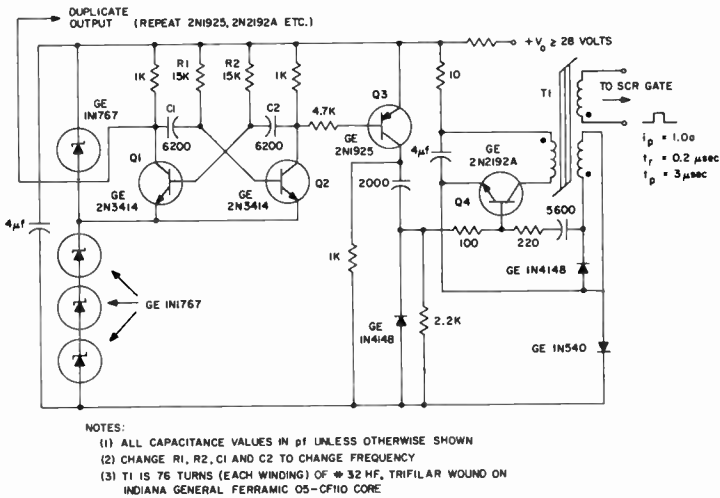 DUPLICATE
OUTPUT (REPEAT 2N1925, 2N2192A ETC.)
+Vo ≥ 28 VOLTS
1K
R1
15K
R2
15K
1K
10
T1
TO SCR GATE
GE
1N1767
C1
6200
C2
6200
4.7K
Q3
GE
2N1925
4µf
GE
2N2192A
ip = 1.0a
tr = 0.2 µsec
tp = 3 µsec
Q1
GE
2N3414
GE
2N3414
Q2
2000
Q4
4µf
5600
100
220
1K
GE 1N4148
GE 1N1767
GE
1N4148
2.2K
GE 1N540
NOTES:
(1) ALL CAPACITANCE VALUES IN pf UNLESS OTHERWISE SHOWN
(2) CHANGE R1, R2, C1 AND C2 TO CHANGE FREQUENCY
(3) T1 IS 76 TURNS (EACH WINDING) OF # 32 HF, TRIFILAR WOUND ON
INDIANA GENERAL FERRAMIC 05-CF110 CORE